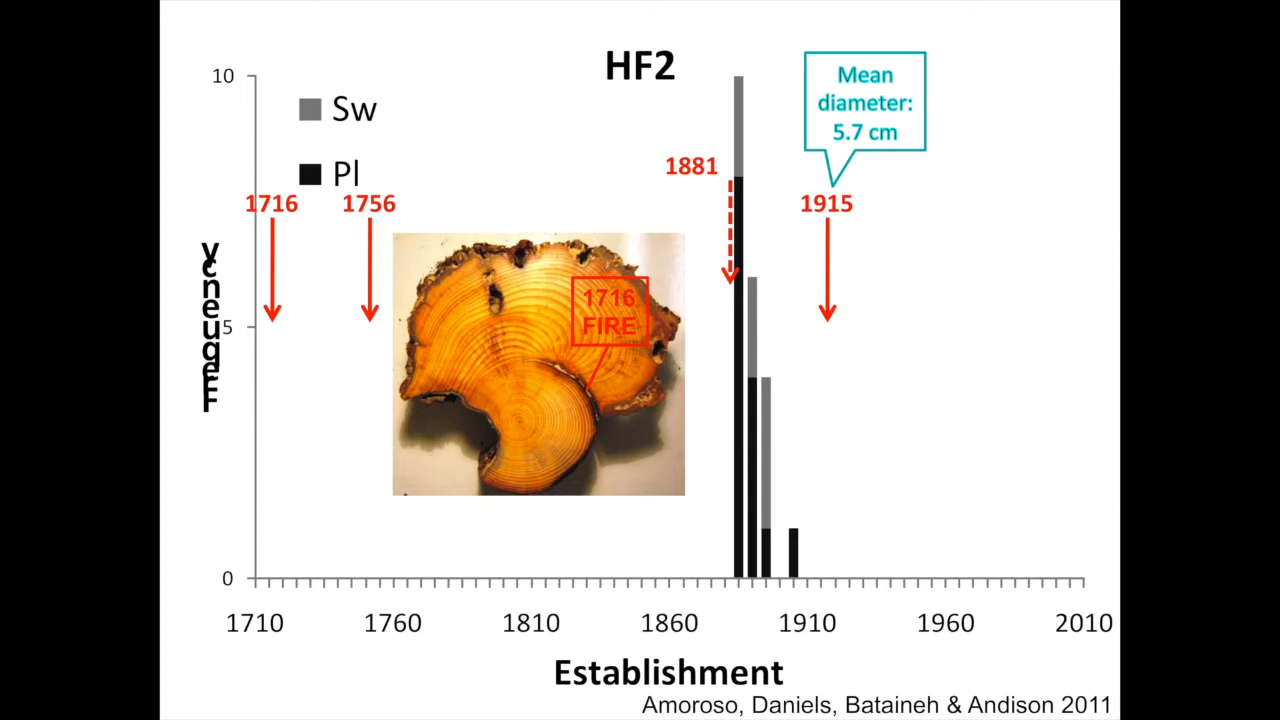 HF2
10
5
0
Frequency
Sw
Pl
1716
1756
1881
1915
Mean
diameter:
5.7 cm
1716
FIRE
1710 1760 1810 1860 1910 1960 2010
Establishment
Amoroso, Daniels, Bataineh & Andison 2011